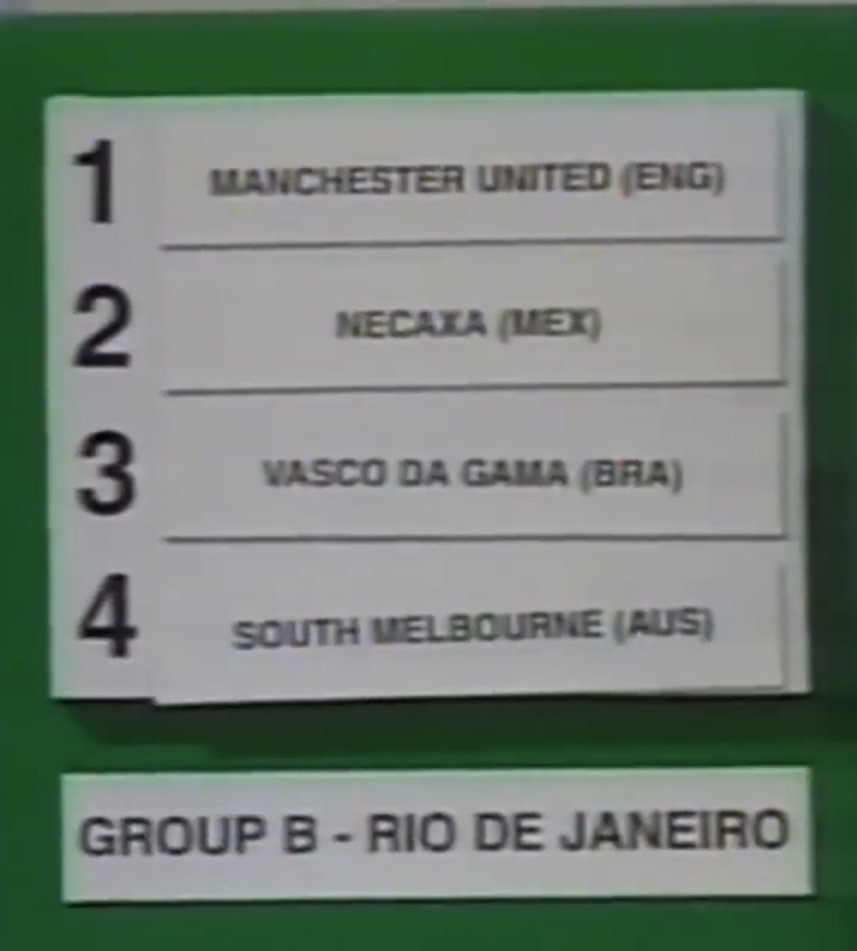 1 MANCHESTER UNITED (ENG)
2 NECAXA (MEX)
3 VASCO DA GAMA (BRA)
4 SOUTH MELBOURNE (AUS)
GROUP B - RIO DE JANEIRO